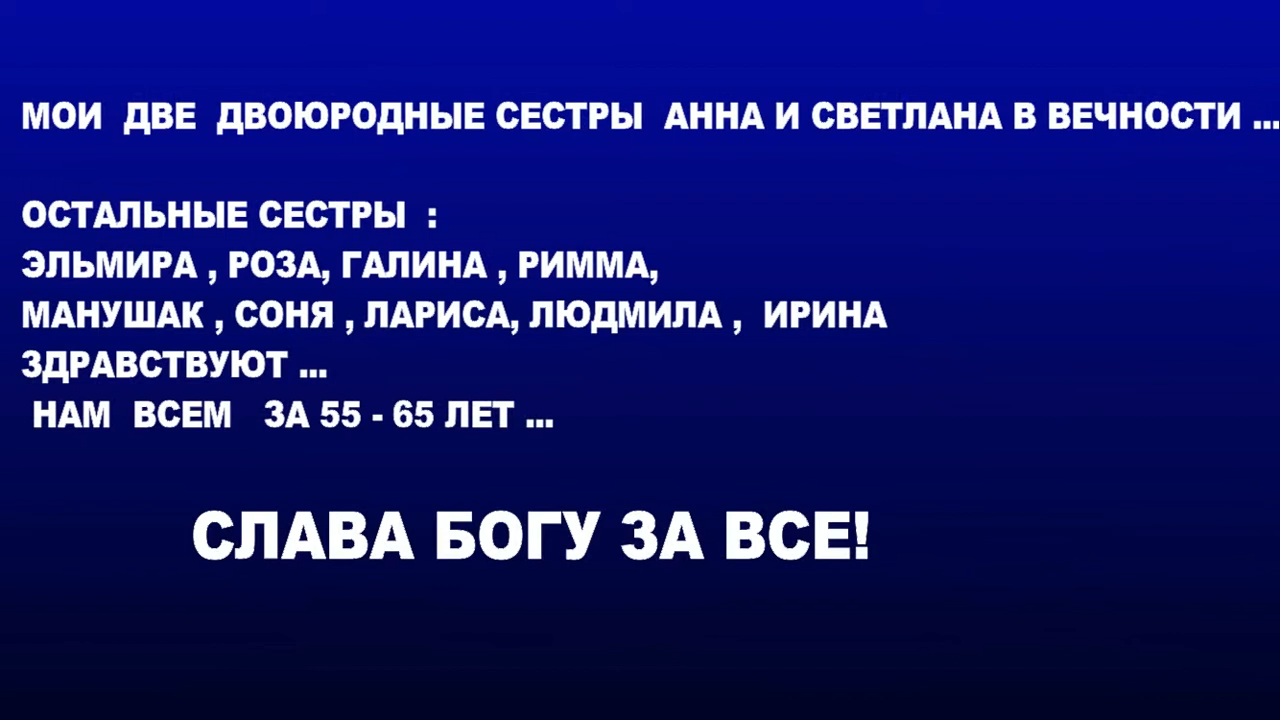 МОИ ДВЕ ДВОЮРОДНЫЕ СЕСТРЫ АННА И СВЕТЛАНА В ВЕЧНОСТИ ...
ОСТАЛЬНЫЕ СЕСТРЫ :
ЭЛЬМИРА , РОЗА, ГАЛИНА , РИММА,
МАНУШАК , СОНЯ , ЛАРИСА, ЛЮДМИЛА , ИРИНА
ЗДРАВСТВУЮТ ...
НАМ ВСЕМ ЗА 55 - 65 ЛЕТ ...
СЛАВА БОГУ ЗА ВСЕ!